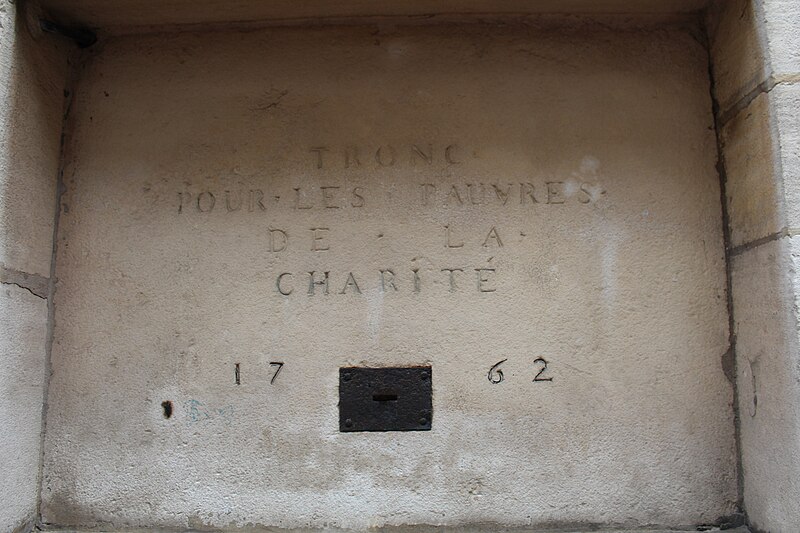 TRONC
POUR · LES PAUVRES ·
DE · LA ·
CHARITÉ
17 62